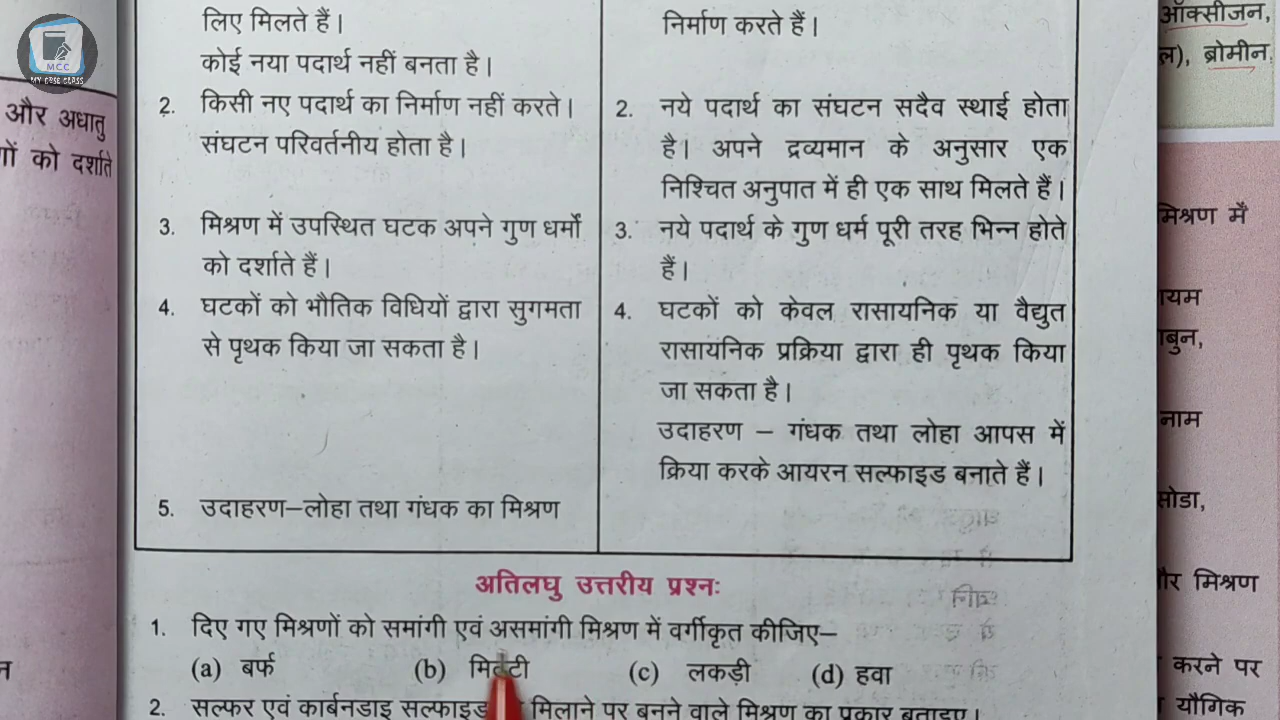 MCC
MY CBSE CLASS
और अधातु
को दर्शाते
लिए मिलते हैं।
कोई नया पदार्थ नहीं बनता है।
2. किसी नए पदार्थ का निर्माण नहीं करते।
संघटन परिवर्तनीय होता है।
3. मिश्रण में उपस्थित घटक अपने गुण धर्मों
को दर्शाते हैं।
4. घटकों को भौतिक विधियों द्वारा सुगमता
से पृथक किया जा सकता है।
5. उदाहरण–लोहा तथा गंधक का मिश्रण
निर्माण करते हैं।
2. नये पदार्थ का संघटन सदैव स्थाई होता
है। अपने द्रव्यमान के अनुसार एक
निश्चित अनुपात में ही एक साथ मिलते हैं।
3. नये पदार्थ के गुण धर्म पूरी तरह भिन्न होते
हैं।
4. घटकों को केवल रासायनिक या वैद्युत
रासायनिक प्रक्रिया द्वारा ही पृथक किया
जा सकता है।
उदाहरण – गंधक तथा लोहा आपस में
क्रिया करके आयरन सल्फाइड बनाते हैं।
अतिलघु उत्तरीय प्रश्नः
1. दिए गए मिश्रणों को समांगी एवं असमांगी मिश्रण में वर्गीकृत कीजिए–
(a) बर्फ (b) मिट्टी (c) लकड़ी (d) हवा
2. सल्फर एवं कार्बनडाइ सल्फाइड मिलाने पर बनने वाले मिश्रण का प्रकार बताइए।
ऑक्सीजन,
ब्रोमीन
मिश्रण में
नाम
सोडा,
मिश्रण
करने पर
यौगिक